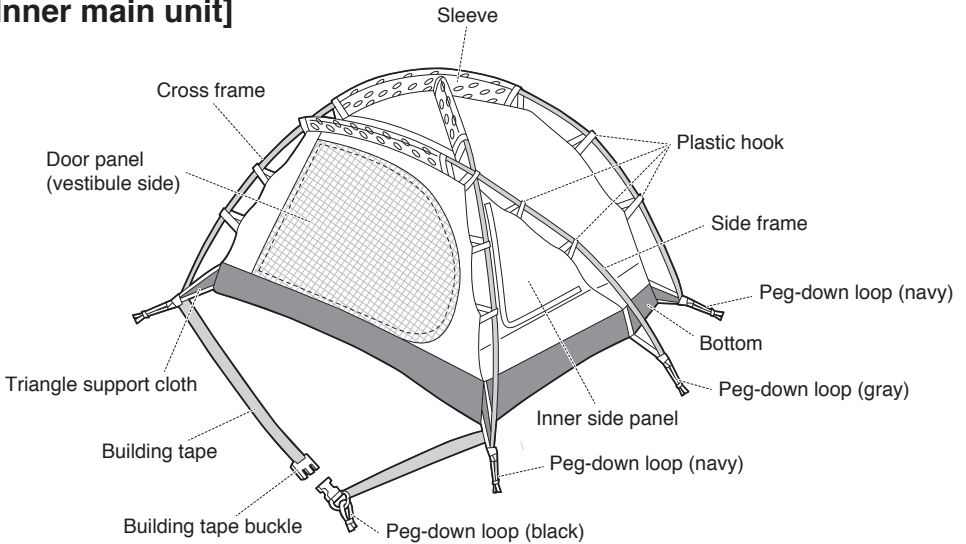 Inner main unit]
Sleeve
Cross frame
Door panel
(vestibule side)
Plastic hook
Side frame
Peg-down loop (navy)
Bottom
Triangle support cloth
Peg-down loop (gray)
Inner side panel
Building tape
Peg-down loop (navy)
Building tape buckle
Peg-down loop (black)